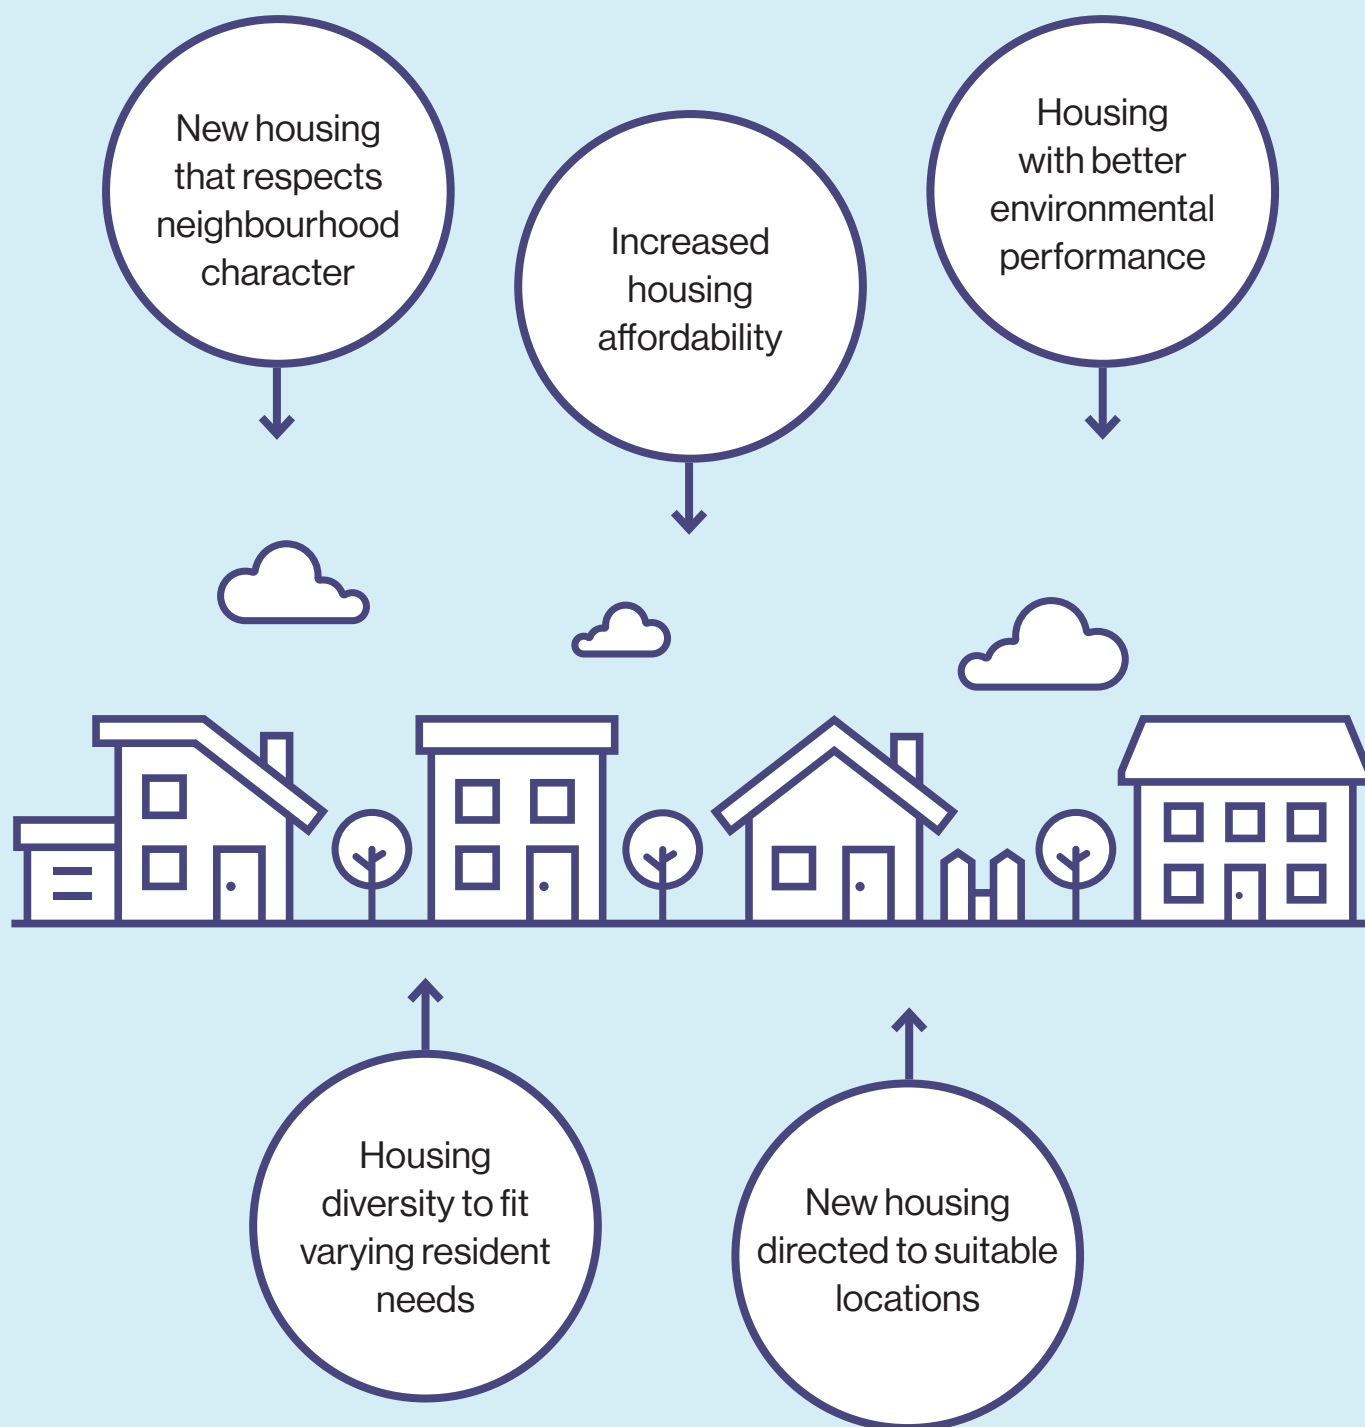 New housing
that respects
neighbourhood
character
Increased
housing
affordability
Housing
with better
environmental
performance
Housing
diversity to fit
varying resident
needs
New housing
directed to suitable
locations